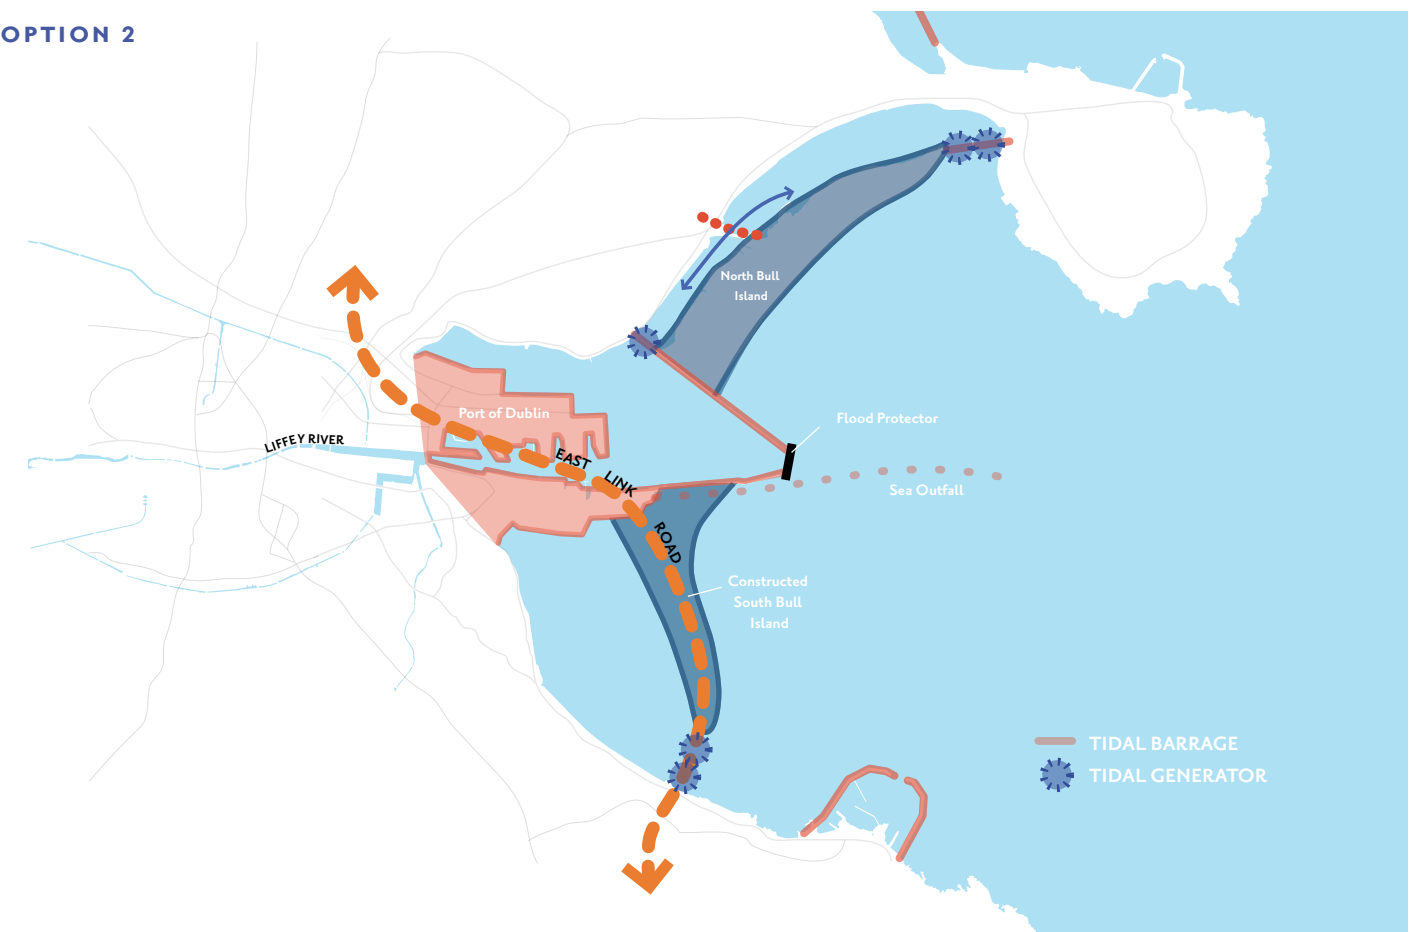 OPTION 2
North Bull
Island
Port of Dublin
Flood Protector
LIFFEY RIVER
EAST LINK ROAD
Sea Outfall
Constructed
South Bull
Island
TIDAL BARRAGE
TIDAL GENERATOR